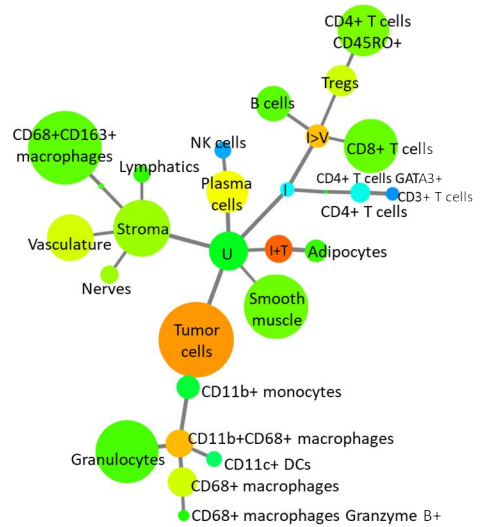 CD4+ T cells
CD45RO+
Tregs
B cells
I>V
CD8+ T cells
CD68+CD163+
macrophages
NK cells
Lymphatics
Plasma
cells
I
CD4+ T cells GATA3+
CD3+ T cells
CD4+ T cells
Stroma
Vasculature
U
I+T
Adipocytes
Nerves
Smooth
muscle
Tumor
cells
CD11b+ monocytes
CD11b+CD68+ macrophages
Granulocytes
CD11c+ DCs
CD68+ macrophages
CD68+ macrophages Granzyme B+